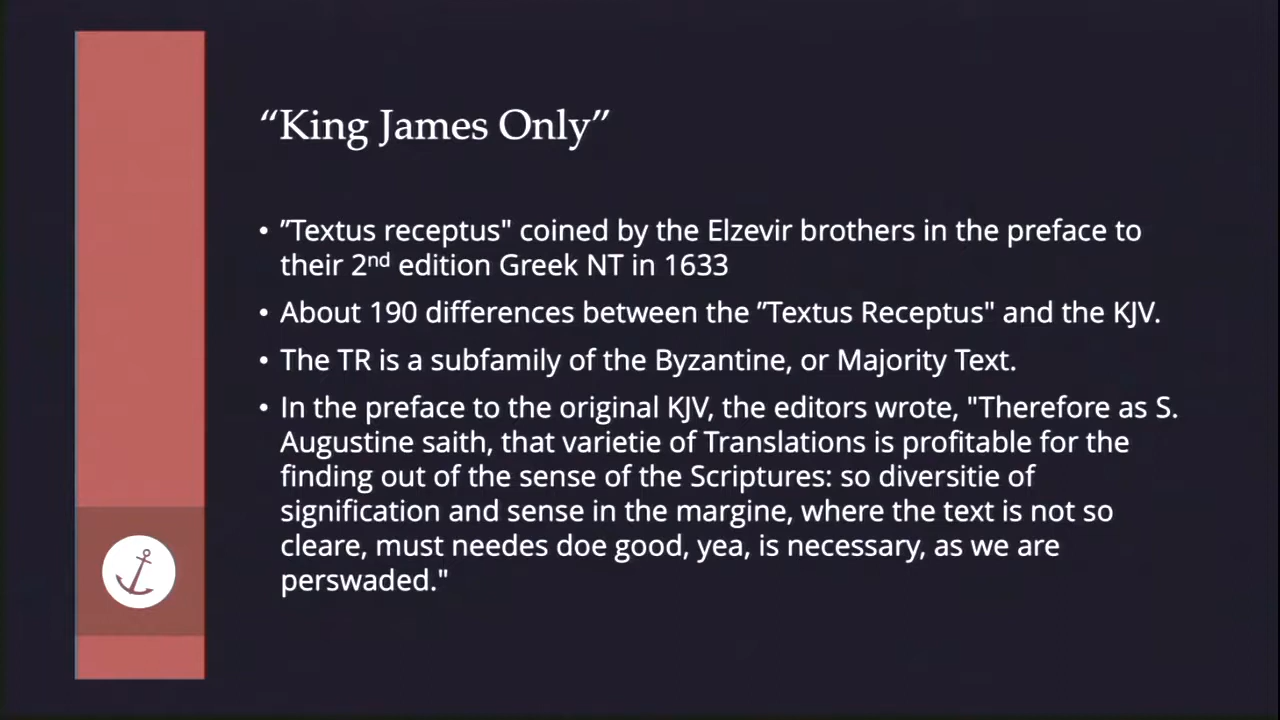 “King James Only”
• ”Textus receptus" coined by the Elzevir brothers in the preface to
their 2nd edition Greek NT in 1633
• About 190 differences between the ”Textus Receptus" and the KJV.
• The TR is a subfamily of the Byzantine, or Majority Text.
• In the preface to the original KJV, the editors wrote, "Therefore as S.
Augustine saith, that varietie of Translations is profitable for the
finding out of the sense of the Scriptures: so diversitie of
signification and sense in the margine, where the text is not so
cleare, must needes doe good, yea, is necessary, as we are
perswaded."